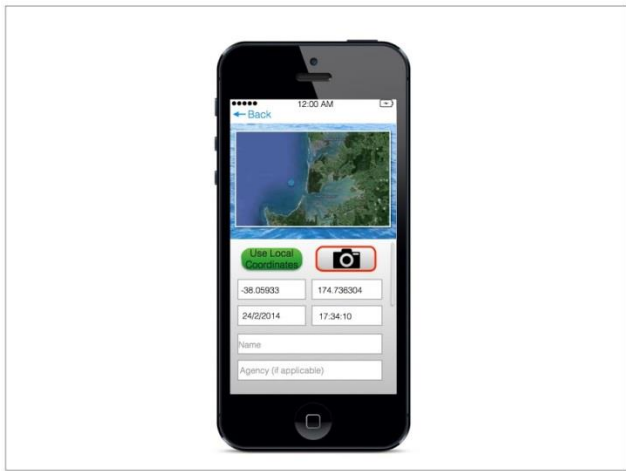 12:00 AM
Back
Use Local
Coordinates
-38.05933
174.736304
24/2/2014
17:34:10
Name
Agency (if applicable)